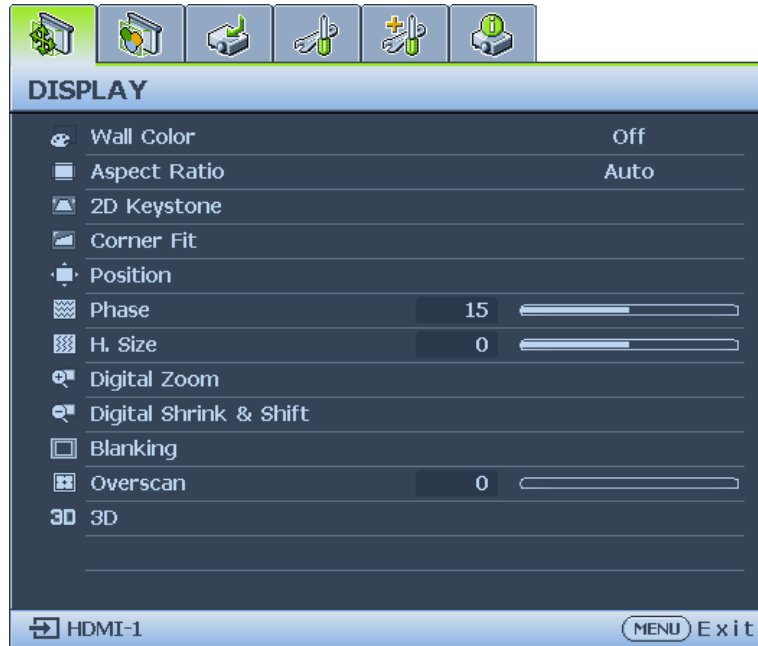 DISPLAY
Wall Color Off
Aspect Ratio Auto
2D Keystone
Corner Fit
Position
Phase 15
H. Size 0
Digital Zoom
Digital Shrink & Shift
Blanking
Overscan 0
3D 3D
HDMI-1 MENU Exit